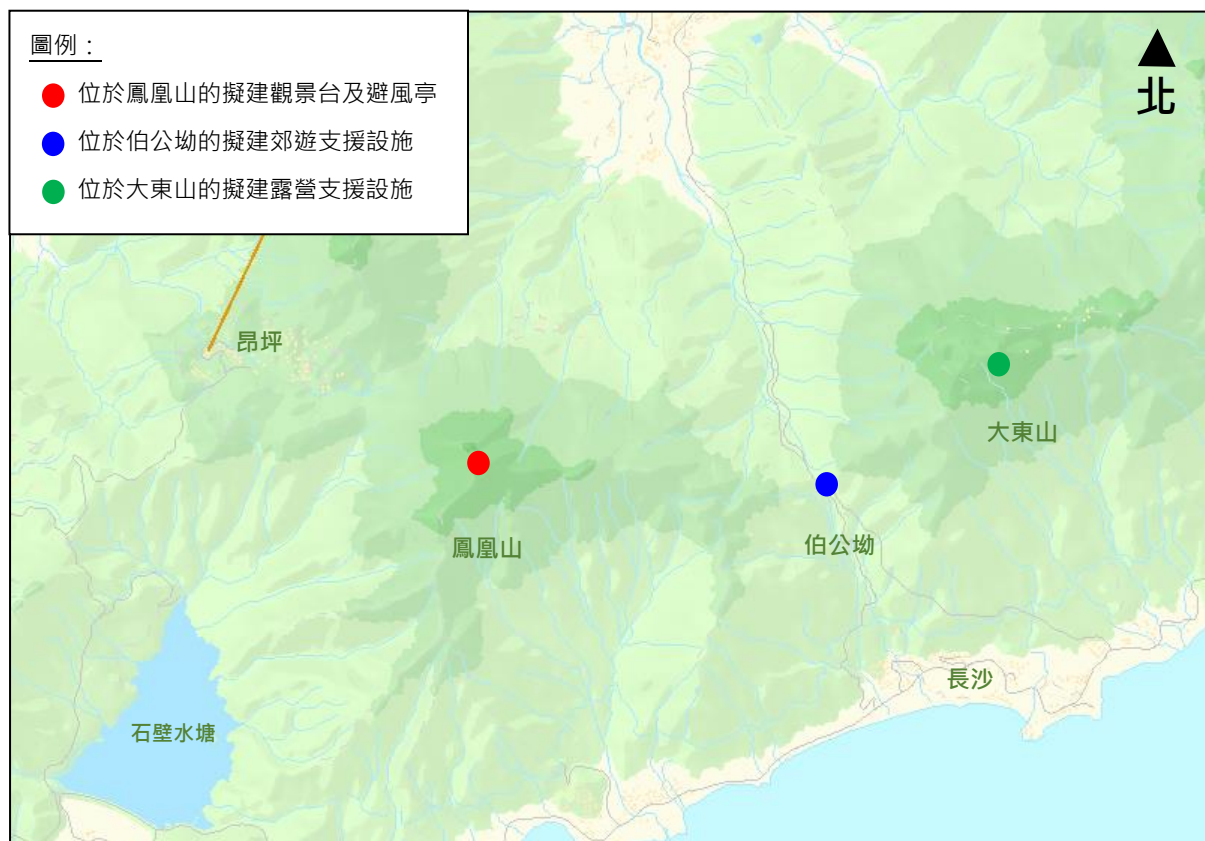 圖例：
位於鳳凰山的擬建觀景台及避風亭
位於伯公坳的擬建郊遊支援設施
位於大東山的擬建露營支援設施
北
昂坪
大東山
鳳凰山
伯公坳
長沙
石壁水塘